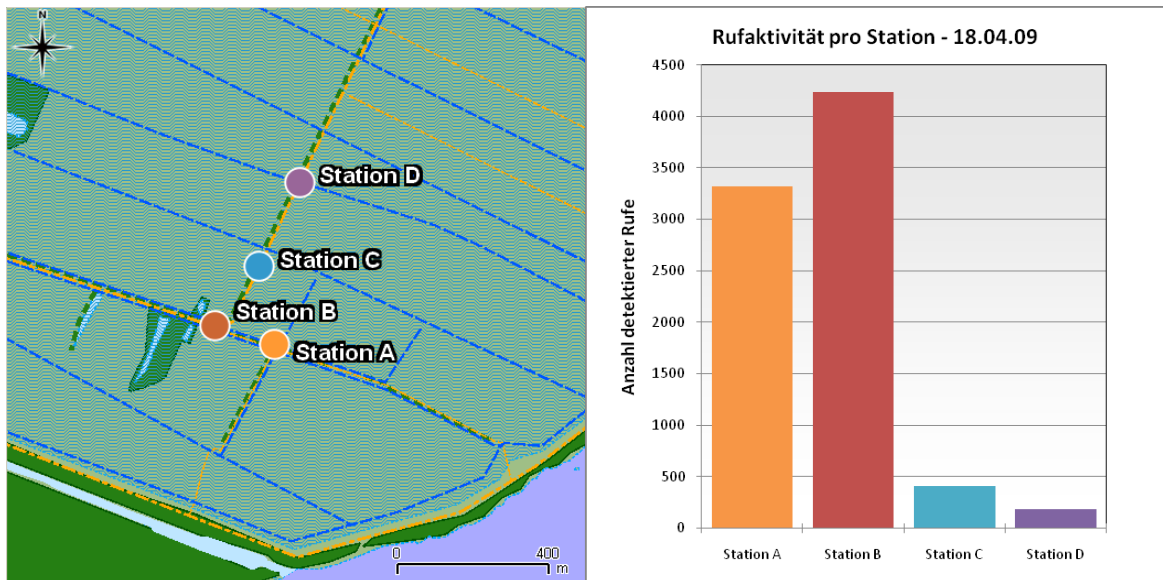 N
Station D
Station C
Station B
Station A
0 400
m
Rufaktivität pro Station - 18.04.09
Anzahl detektierter Rufe
4500
4000
3500
3000
2500
2000
1500
1000
500
0
Station A Station B Station C Station D